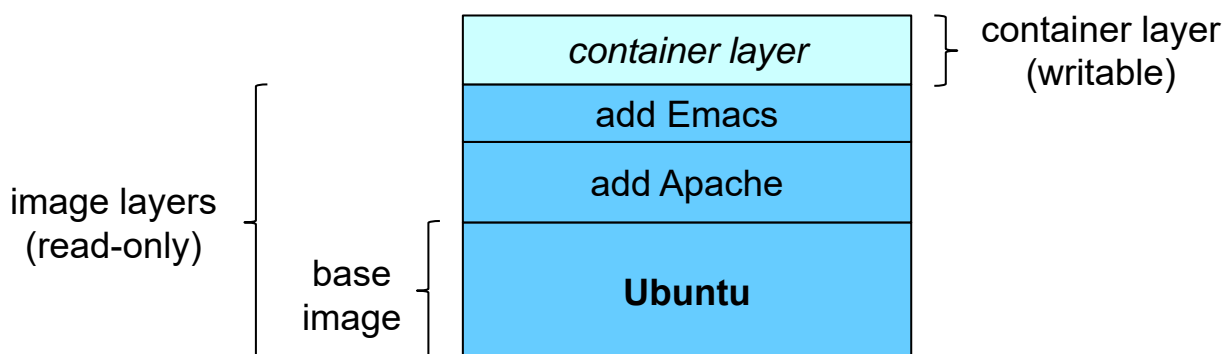 container layer
container layer
(writable)
add Emacs
add Apache
image layers
(read-only)
base
image
Ubuntu